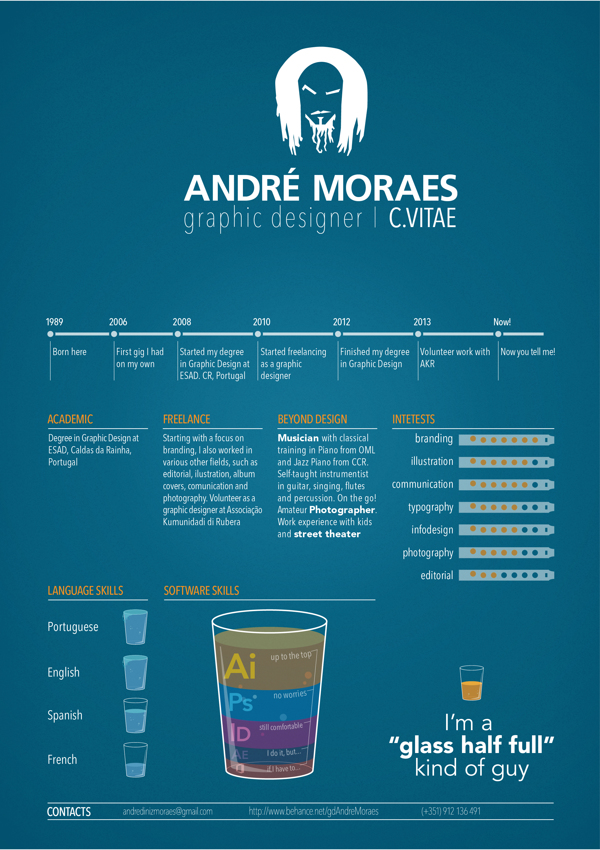 ANDRÉ MORAES
graphic designer | C.VITAE
1989
2006
2008
2010
2012
2013
Now!
Born here
First gig I had
on my own
Started my degree
in Graphic Design at
ESAD. CR, Portugal
Started freelancing
as a graphic
designer
Finished my degree
in Graphic Design
Volunteer work with
AKR
Now you tell me!
ACADEMIC
Degree in Graphic Design at
ESAD, Caldas da Rainha,
Portugal
FREELANCE
Starting with a focus on
branding, I also worked in
various other fields, such as
editorial, ilustration, album
covers, comunication and
photography. Volunteer as a
graphic designer at Associação
Kumunidadi di Rubera
BEYOND DESIGN
Musician with classical
training in Piano from OML
and Jazz Piano from CCR.
Self-taught instrumentist
in guitar, singing, flutes
and percussion. On the go!
Amateur Photographer.
Work experience with kids
and street theater
INTETESTS
branding
illustration
communication
typography
infodesign
photography
editorial
LANGUAGE SKILLS
Portuguese
English
Spanish
French
SOFTWARE SKILLS
Ai up to the top
Ps no worries
ID still comfortable
AE I do it, but...
if I have to...
I'm a
“glass half full”
kind of guy
CONTACTS
andredinizmoraes@gmail.com
http://www.behance.net/gdAndreMoraes
(+351) 912 136 491